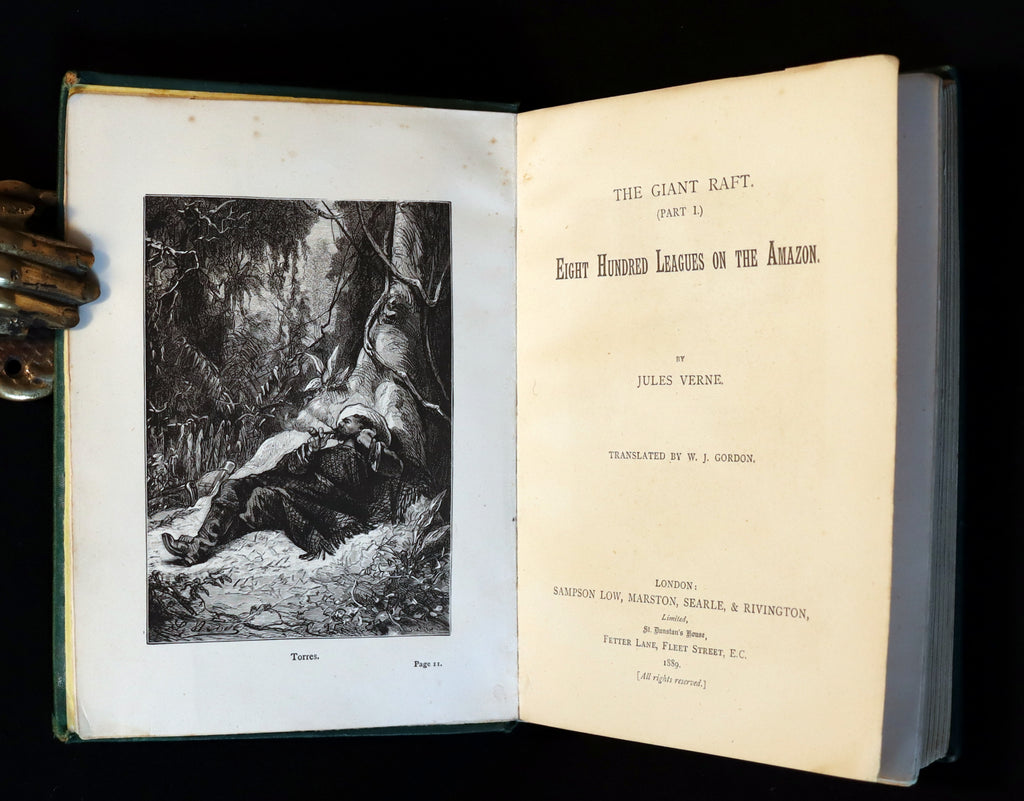 Torres.
Page 11.
THE GIANT RAFT.
(PART I.)
EIGHT HUNDRED LEAGUES ON THE AMAZON.
BY
JULES VERNE.
TRANSLATED BY W. J. GORDON.
LONDON:
SAMPSON LOW, MARSTON, SEARLE, & RIVINGTON,
Limited,
St. Dunstan's House,
FETTER LANE, FLEET STREET, E.C.
1889.
[All rights reserved.]